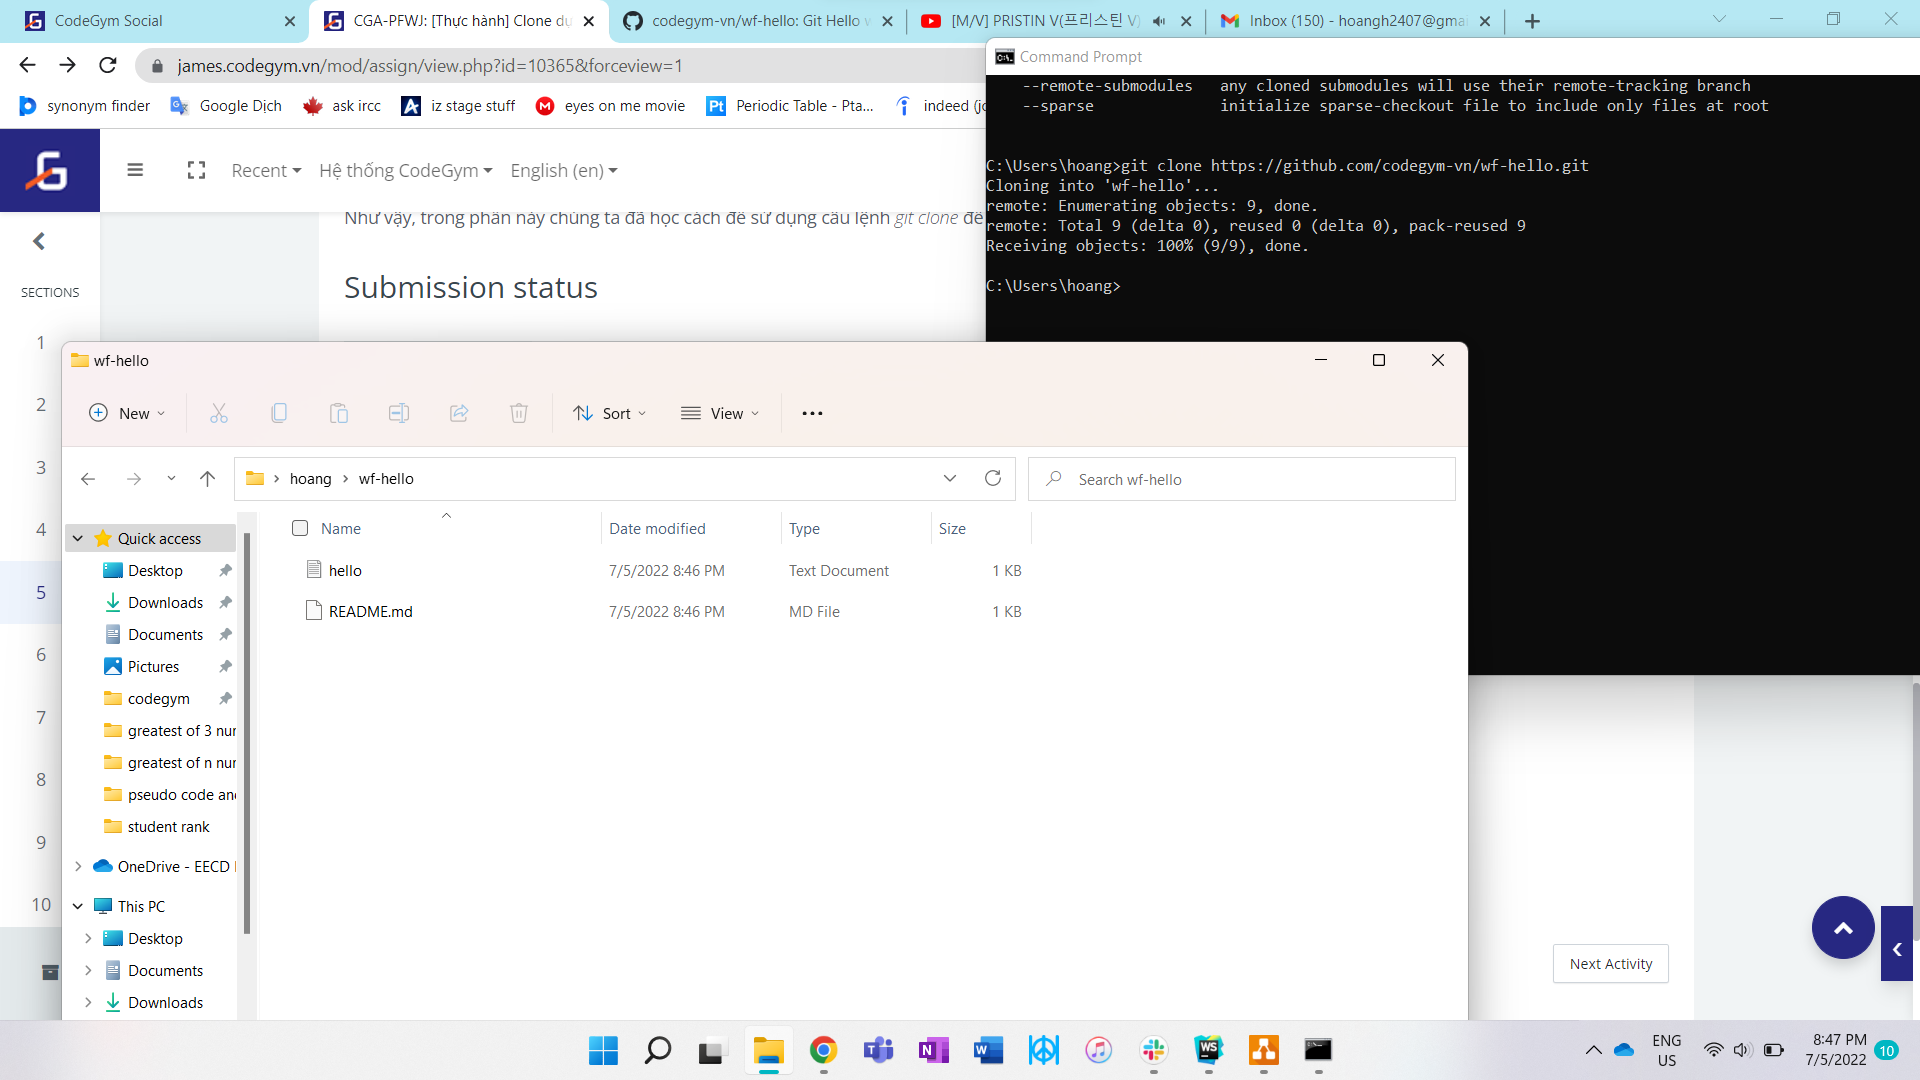 CodeGym Social
CGA-PFWJ: [Thực hành] Clone dự
codegym-vn/wf-hello: Git Hello w
[M/V] PRISTIN V(프리스틴 V)
Inbox (150) - hoangh2407@gmai
james.codegym.vn/mod/assign/view.php?id=10365&forceview=1
synonym finder
Google Dịch
ask ircc
iz stage stuff
eyes on me movie
Periodic Table - Pta...
indeed (jo
Recent
Hệ thống CodeGym
English (en)
Như vậy, trong phần này chúng ta đã học cách để sử dụng câu lệnh git clone để
Submission status
SECTIONS
1
2
3
4
5
6
7
8
9
10
Command Prompt
--remote-submodules any cloned submodules will use their remote-tracking branch
--sparse initialize sparse-checkout file to include only files at root
C:\Users\hoang>git clone https://github.com/codegym-vn/wf-hello.git
Cloning into 'wf-hello'...
remote: Enumerating objects: 9, done.
remote: Total 9 (delta 0), reused 0 (delta 0), pack-reused 9
Receiving objects: 100% (9/9), done.
C:\Users\hoang>
wf-hello
New
Sort
View
hoang > wf-hello
Search wf-hello
Name Date modified Type Size
hello 7/5/2022 8:46 PM Text Document 1 KB
README.md 7/5/2022 8:46 PM MD File 1 KB
Quick access
Desktop
Downloads
Documents
Pictures
codegym
greatest of 3 nur
greatest of n nur
pseudo code an
student rank
OneDrive - EECD
This PC
Desktop
Documents
Downloads
Next Activity
ENG
US
8:47 PM
7/5/2022
10